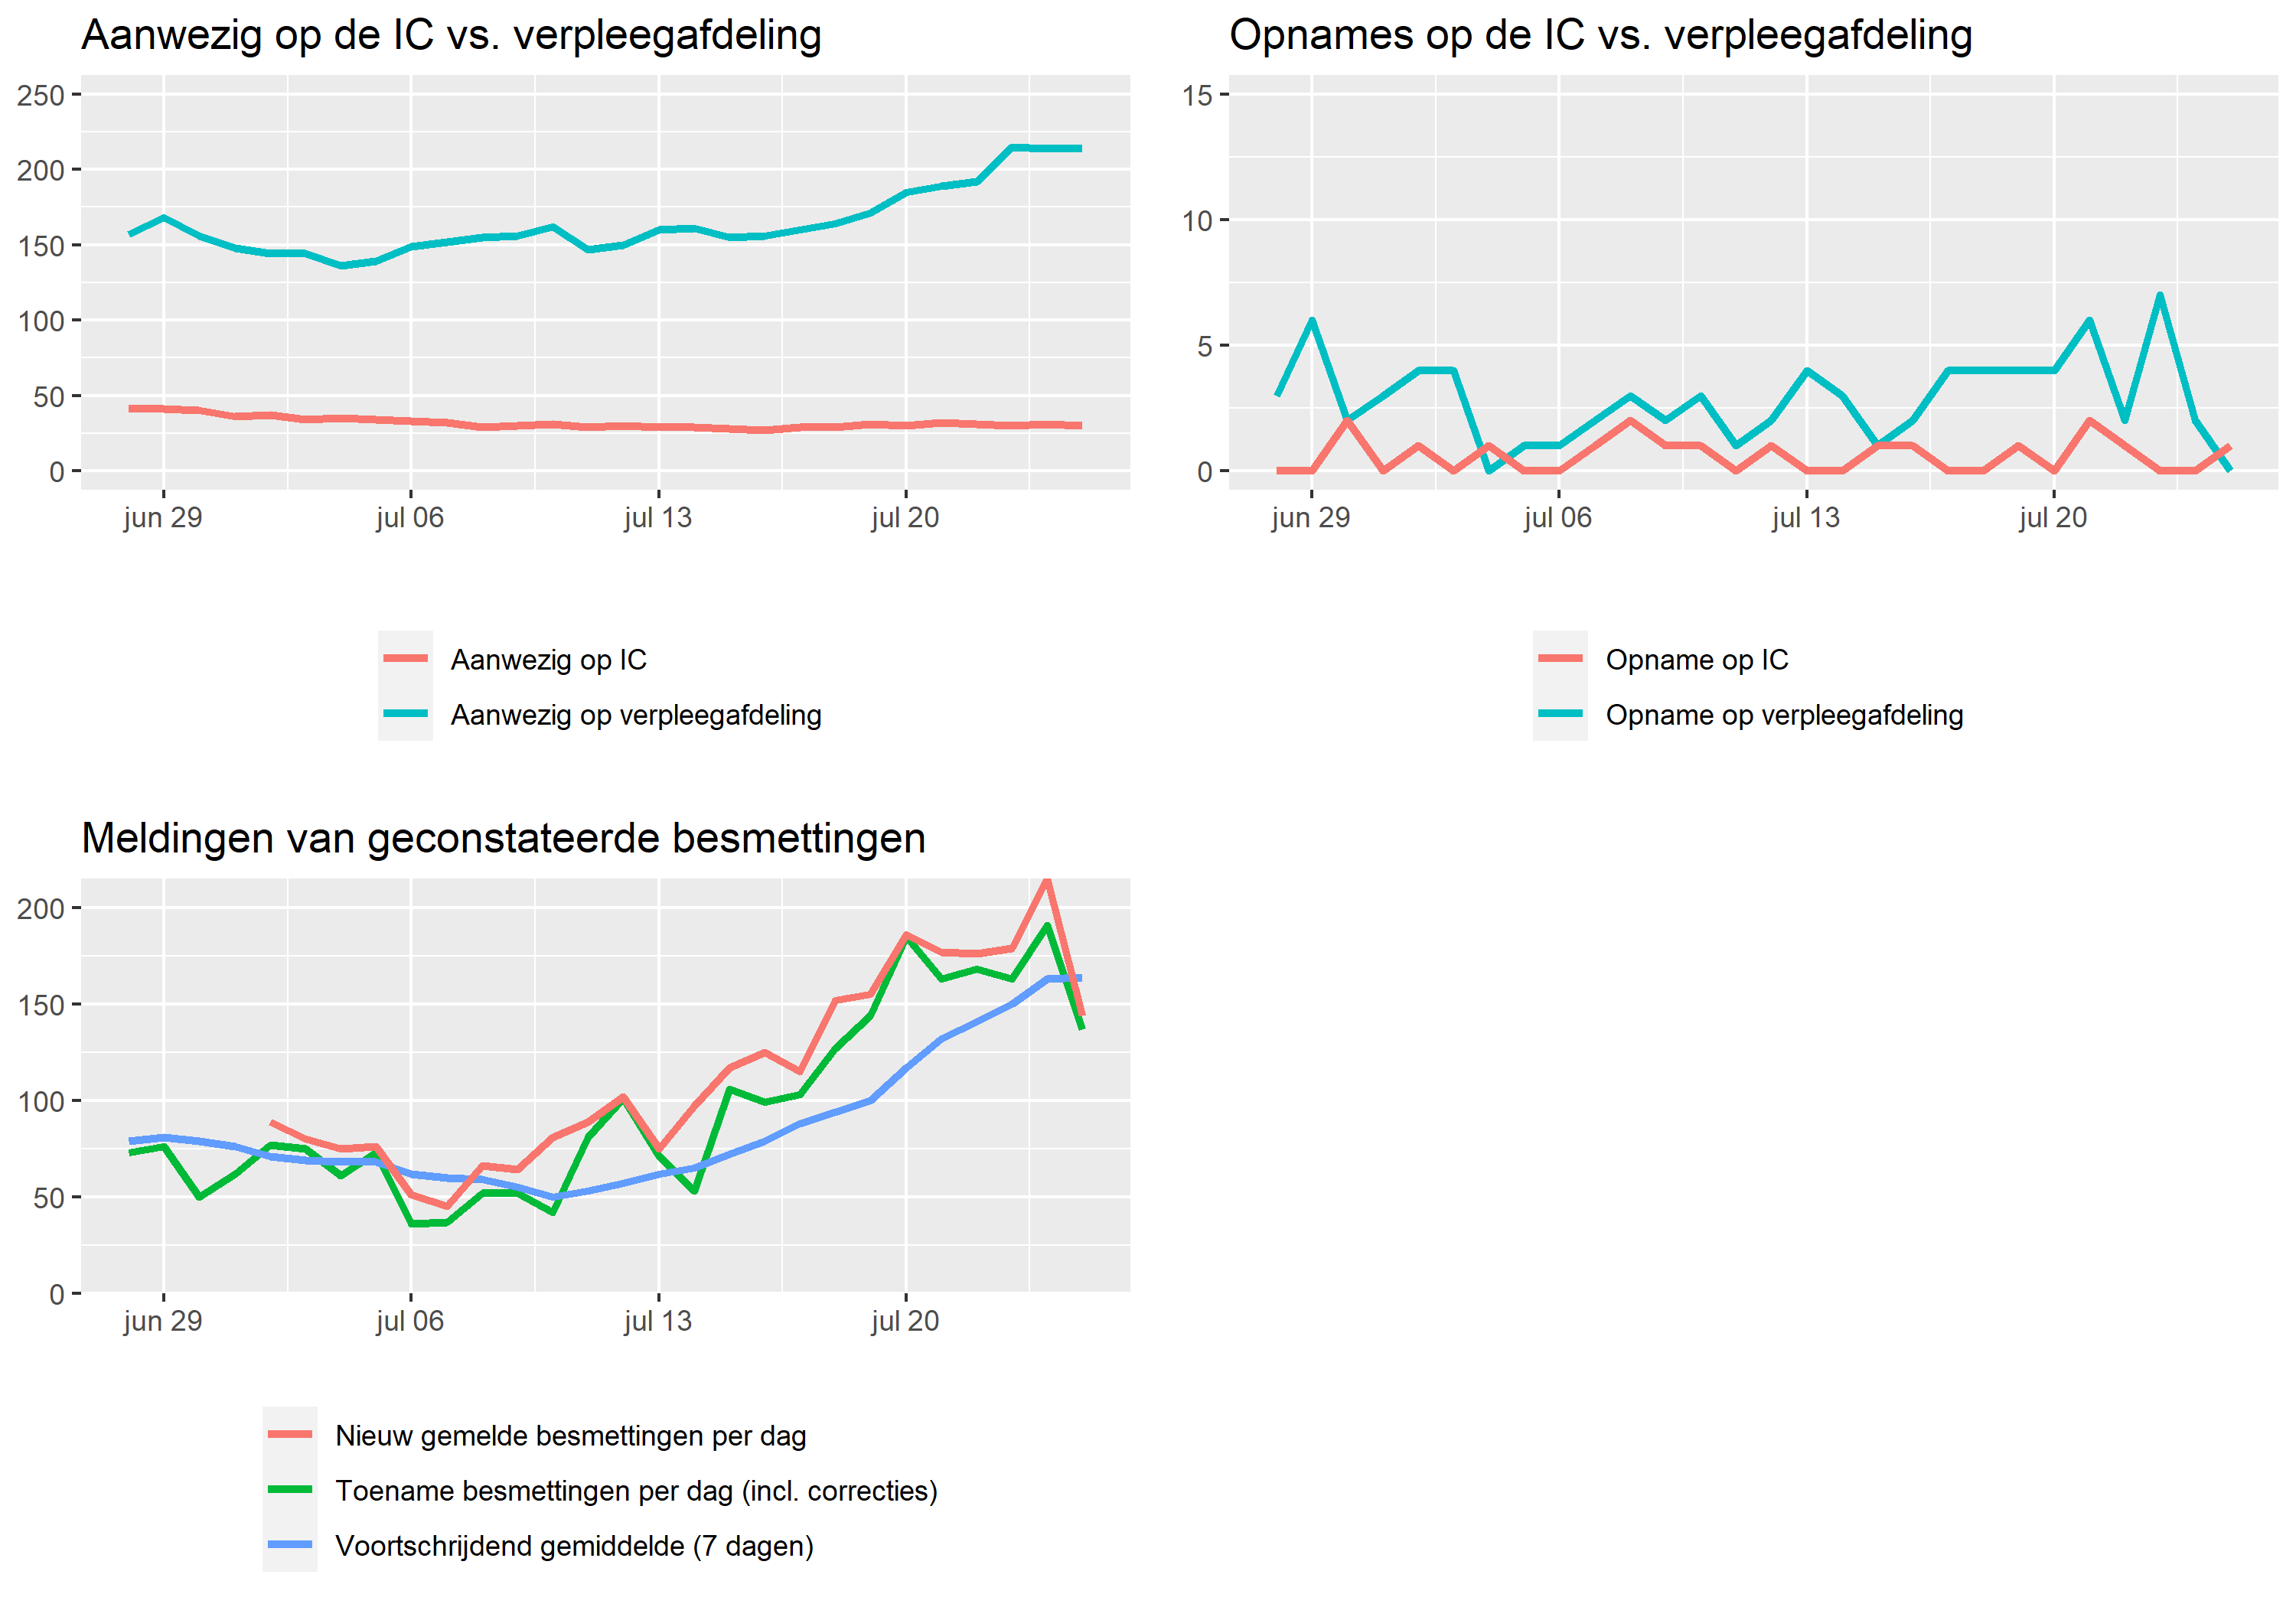 Aanwezig op de IC vs. verpleegafdeling
250
200
150
100
50
0
jun 29 jul 06 jul 13 jul 20
Aanwezig op IC
Aanwezig op verpleegafdeling
Opnames op de IC vs. verpleegafdeling
15
10
5
0
jun 29 jul 06 jul 13 jul 20
Opname op IC
Opname op verpleegafdeling
Meldingen van geconstateerde besmettingen
200
150
100
50
0
jun 29 jul 06 jul 13 jul 20
Nieuw gemelde besmettingen per dag
Toename besmettingen per dag (incl. correcties)
Voortschrijdend gemiddelde (7 dagen)